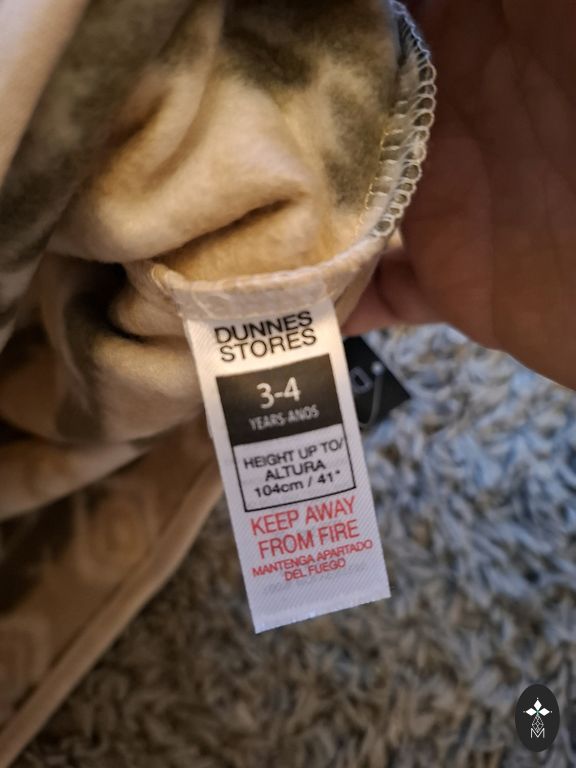 DUNNES
STORES
3-4
YEARS-ANOS
HEIGHT UP TO/
ALTURA
104cm / 41"
KEEP AWAY
FROM FIRE
MANTENGA APARTADO
DEL FUEGO